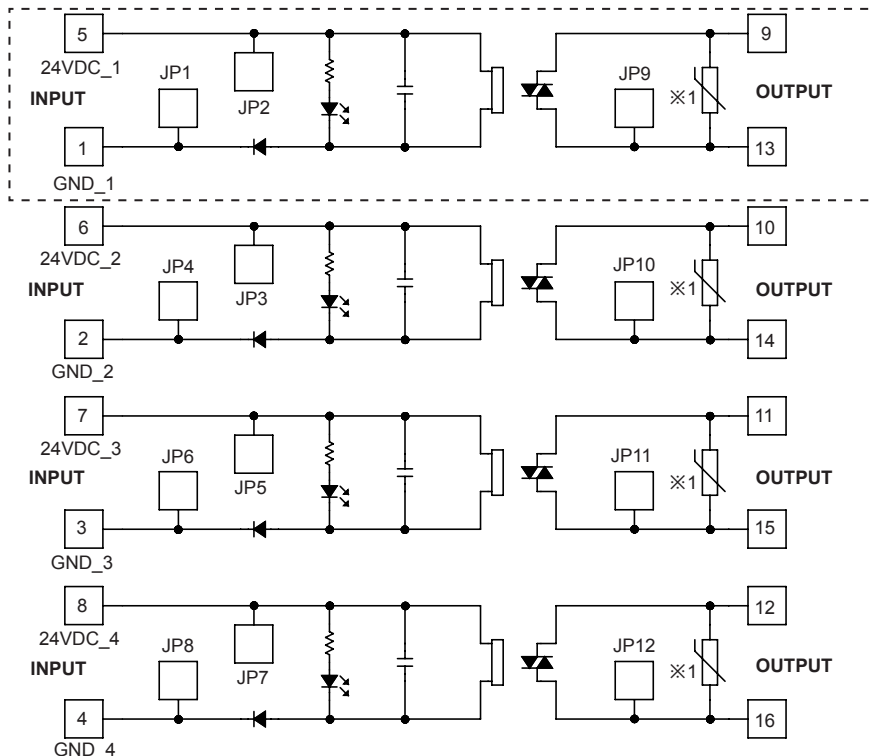 5
9
24VDC_1
JP1
JP9
INPUT
JP2
※1
OUTPUT
1
13
GND_1
6
10
24VDC_2
JP4
JP10
INPUT
JP3
※1
OUTPUT
2
14
GND_2
7
11
24VDC_3
JP6
JP11
INPUT
JP5
※1
OUTPUT
3
15
GND_3
8
12
24VDC_4
JP8
JP12
INPUT
JP7
※1
OUTPUT
4
16
GND_4